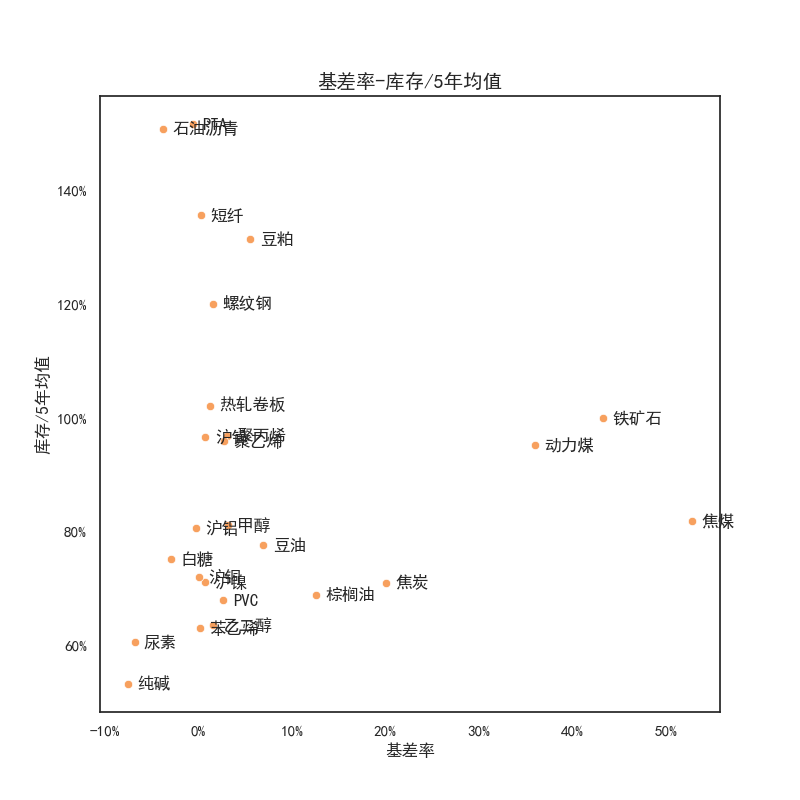 基差率-库存/5年均值
PTA
石油沥青
短纤
豆粕
螺纹钢
热轧卷板
铁矿石
聚丙烯
聚乙烯
动力煤
焦煤
甲醇
沪铝
豆油
白糖
沪铜
沪镍
焦炭
棕榈油
PVC
乙二醇
苯乙烯
尿素
纯碱
140%
120%
100%
80%
60%
库存/5年均值
-10%
0%
10%
20%
30%
40%
50%
基差率